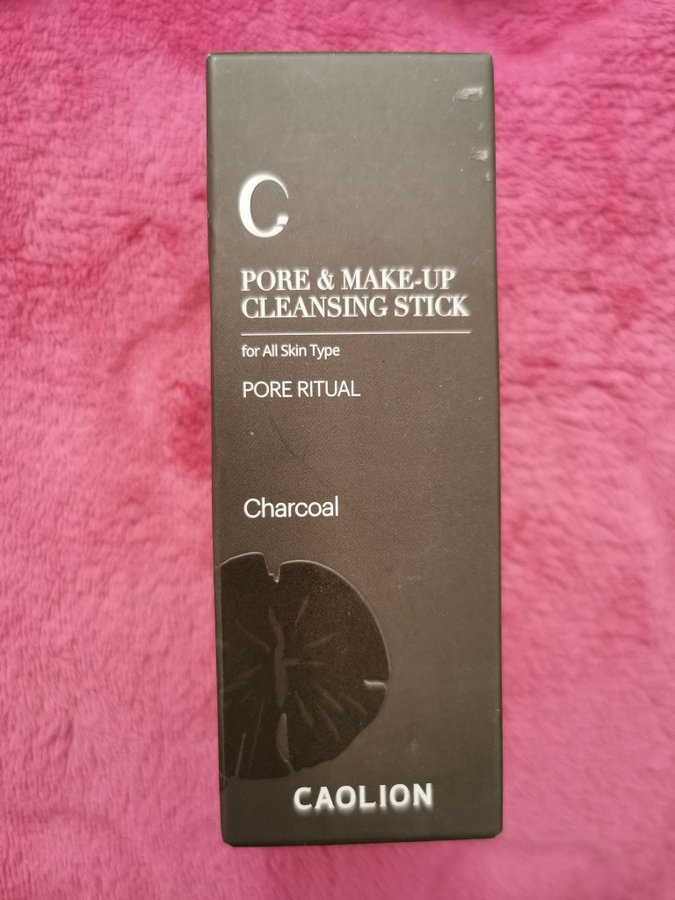 C
PORE & MAKE-UP
CLEANSING STICK
for All Skin Type
PORE RITUAL
Charcoal
CAOLION